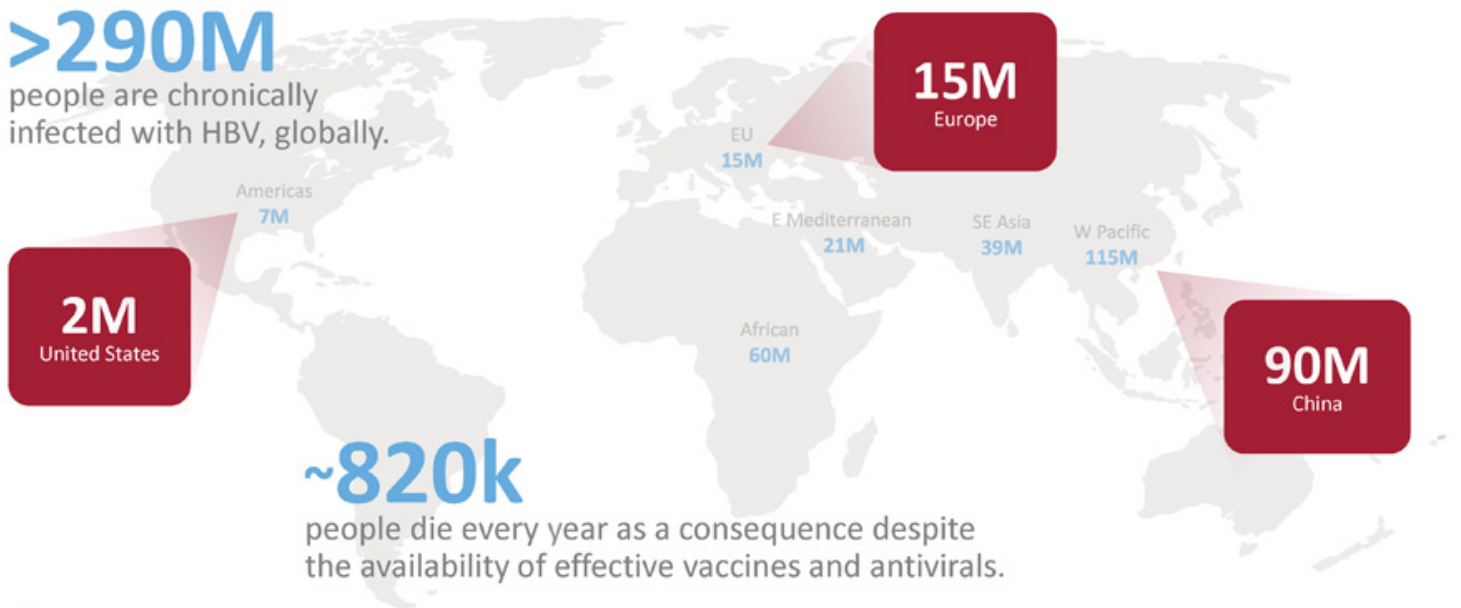 >290M
people are chronically
infected with HBV, globally.
15M
Europe
EU
15M
Americas
7M
E Mediterranean
21M
SE Asia
39M
W Pacific
115M
2M
United States
African
60M
90M
China
~820k
people die every year as a consequence despite
the availability of effective vaccines and antivirals.